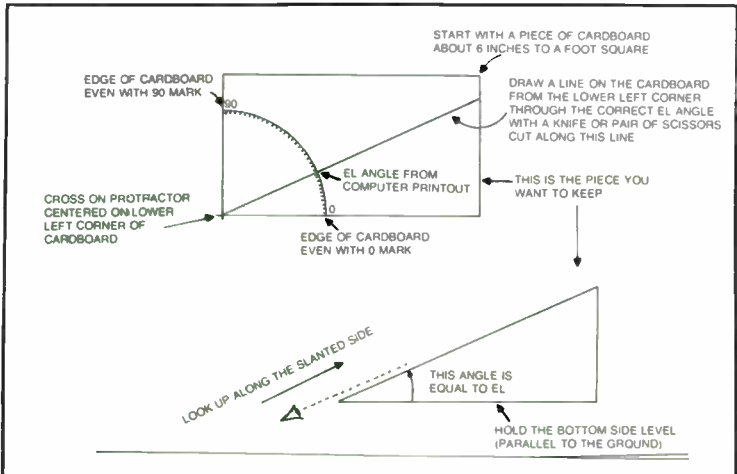 START WITH A PIECE OF CARDBOARD
ABOUT 6 INCHES TO A FOOT SQUARE
EDGE OF CARDBOARD
EVEN WITH 90 MARK
90
DRAW A LINE ON THE CARDBOARD
FROM THE LOWER LEFT CORNER
THROUGH THE CORRECT EL ANGLE
WITH A KNIFE OR PAIR OF SCISSORS
CUT ALONG THIS LINE
EL ANGLE FROM
COMPUTER PRINTOUT
THIS IS THE PIECE YOU
WANT TO KEEP
CROSS ON PROTRACTOR
CENTERED ON LOWER
LEFT CORNER OF
CARDBOARD
0
EDGE OF CARDBOARD
EVEN WITH 0 MARK
LOOK UP ALONG THE SLANTED SIDE
THIS ANGLE IS
EQUAL TO EL
HOLD THE BOTTOM SIDE LEVEL
(PARALLEL TO THE GROUND)